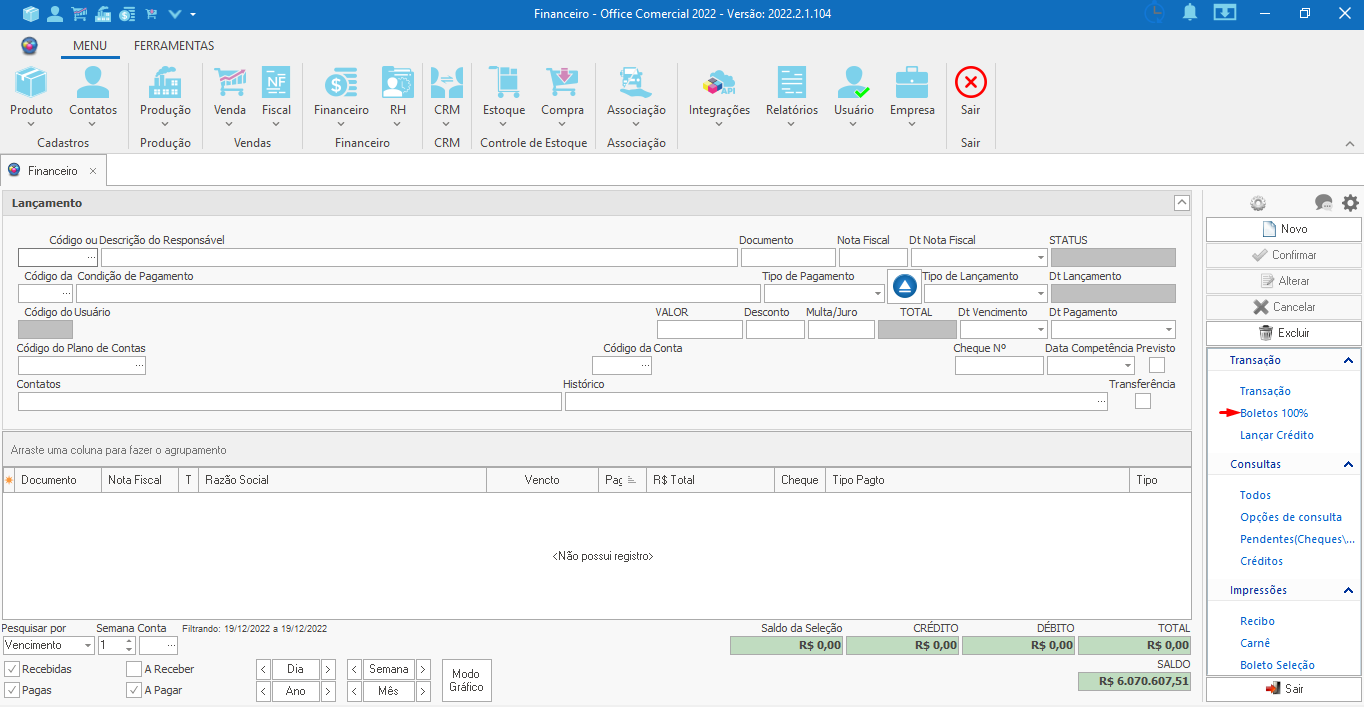 Financeiro - Office Comercial 2022 - Versão: 2022.2.1.104
MENU FERRAMENTAS
Produto Contatos Produção Venda Fiscal Financeiro RH CRM Estoque Compra Associação Integrações Relatórios Usuário Empresa Sair
Cadastros Produção Vendas Financeiro CRM Controle de Estoque Associação Sair
Financeiro
Lançamento
Código ou Descrição do Responsável Documento Nota Fiscal Dt Nota Fiscal STATUS
Código da Condição de Pagamento Tipo de Pagamento Tipo de Lançamento Dt Lançamento
Código do Usuário VALOR Desconto Multa/Juro TOTAL Dt Vencimento Dt Pagamento
Código do Plano de Contas Código da Conta Cheque Nº Data Competência Previsto
Contatos Histórico Transferência
Arraste uma coluna para fazer o agrupamento
Documento Nota Fiscal T Razão Social Vencto Pag R$ Total Cheque Tipo Pagto Tipo
<Não possui registro>
Pesquisar por Semana Conta Filtrando: 19/12/2022 a 19/12/2022
Vencimento 1
Recebidas A Receber
Pagas A Pagar
< Dia > < Semana >
< Ano > < Mês >
Modo
Gráfico
Saldo da Seleção CRÉDITO DÉBITO TOTAL
R$ 0,00 R$ 0,00 R$ 0,00 R$ 0,00
SALDO
R$ 6.070.607,51
Novo
Confirmar
Alterar
Cancelar
Excluir
Transação
Transação
Boletos 100%
Lançar Crédito
Consultas
Todos
Opções de consulta
Pendentes(Cheques\...
Créditos
Impressões
Recibo
Carnê
Boleto Seleção
Sair